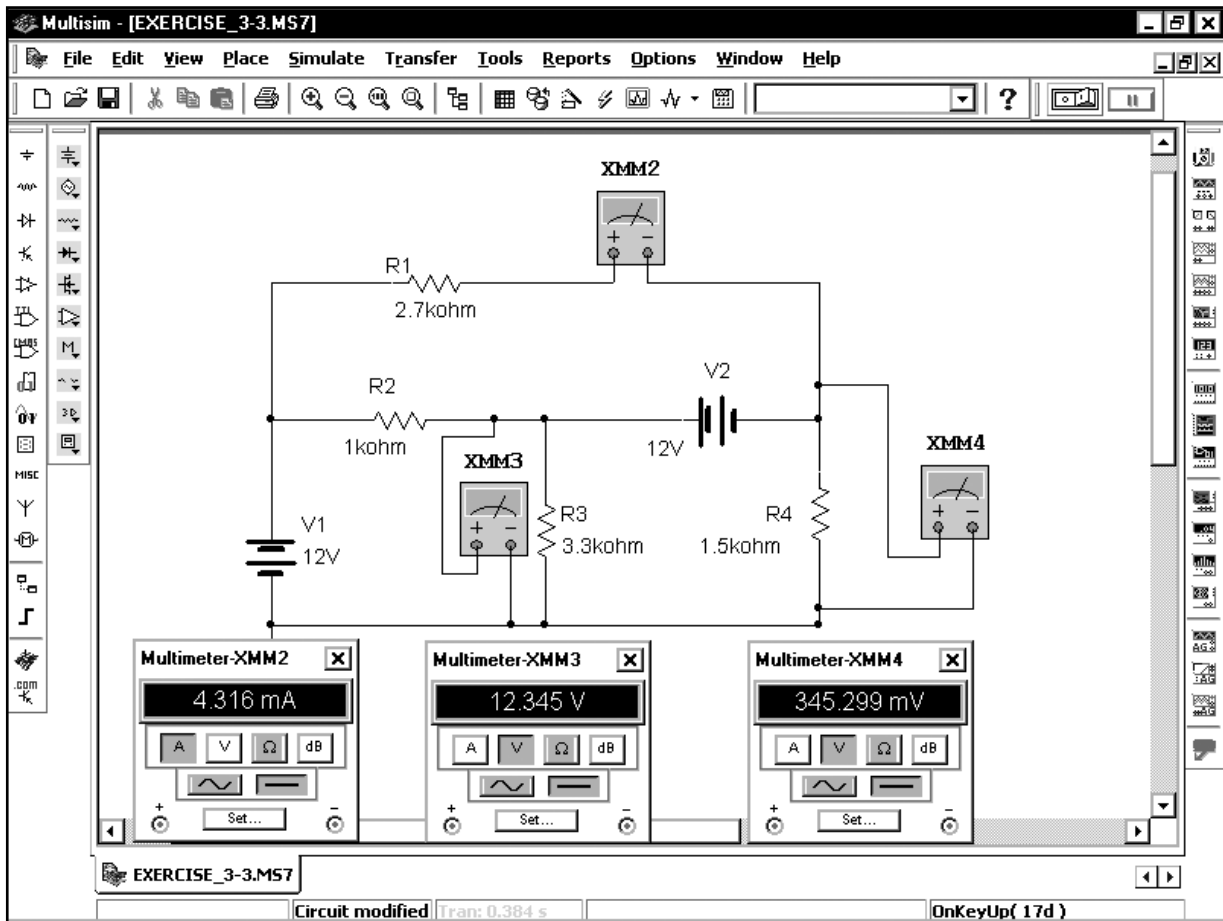 Multisim - [EXERCISE_3-3.MS7]
File Edit View Place Simulate Transfer Tools Reports Options Window Help
XMM2
R1
2.7kohm
V2
R2
1kohm
12V
XMM3
XMM4
V1
12V
R3
3.3kohm
R4
1.5kohm
MISC
.com
Multimeter-XMM2
4.316 mA
A V Ω dB
+ Set... -
Multimeter-XMM3
12.345 V
A V Ω dB
+ Set... -
Multimeter-XMM4
345.299 mV
A V Ω dB
+ Set... -
EXERCISE_3-3.MS7
Circuit modified Tran: 0.384 s OnKeyUp( 17d )